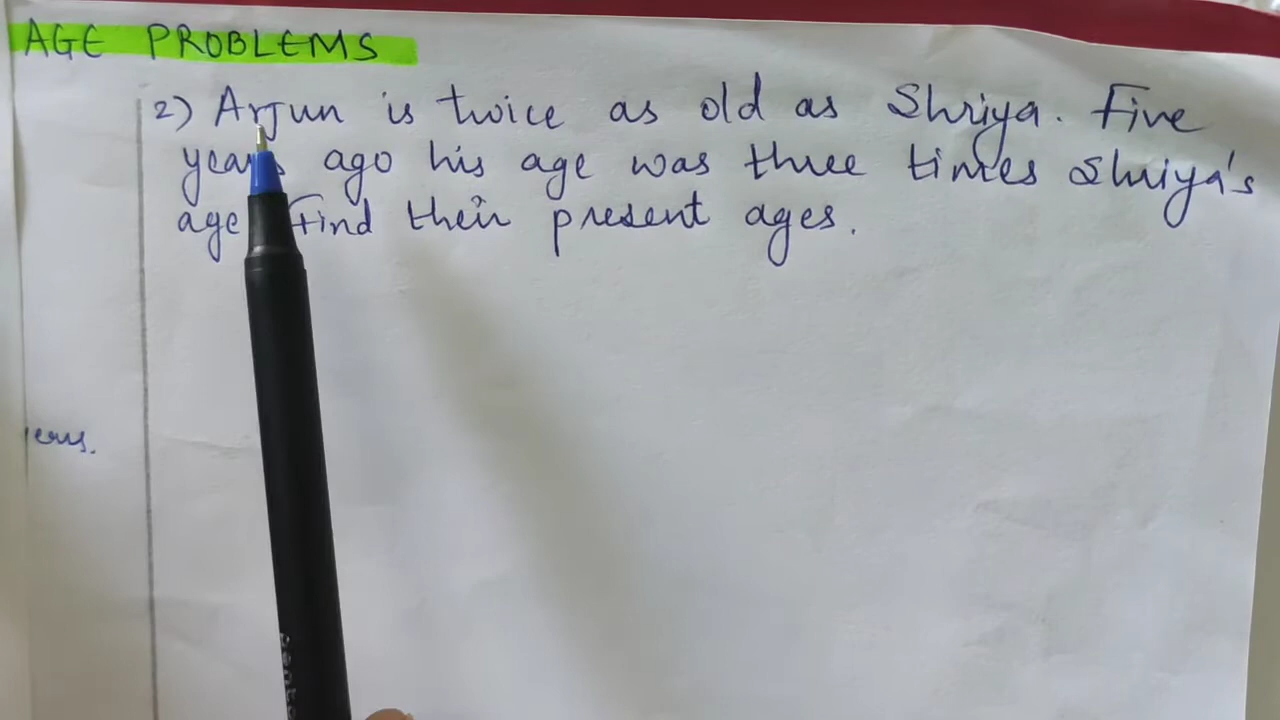 AGE PROBLEMS
2) Arjun is twice as old as Shriya. Five
years ago his age was three times Shriya's
age. Find their present ages.